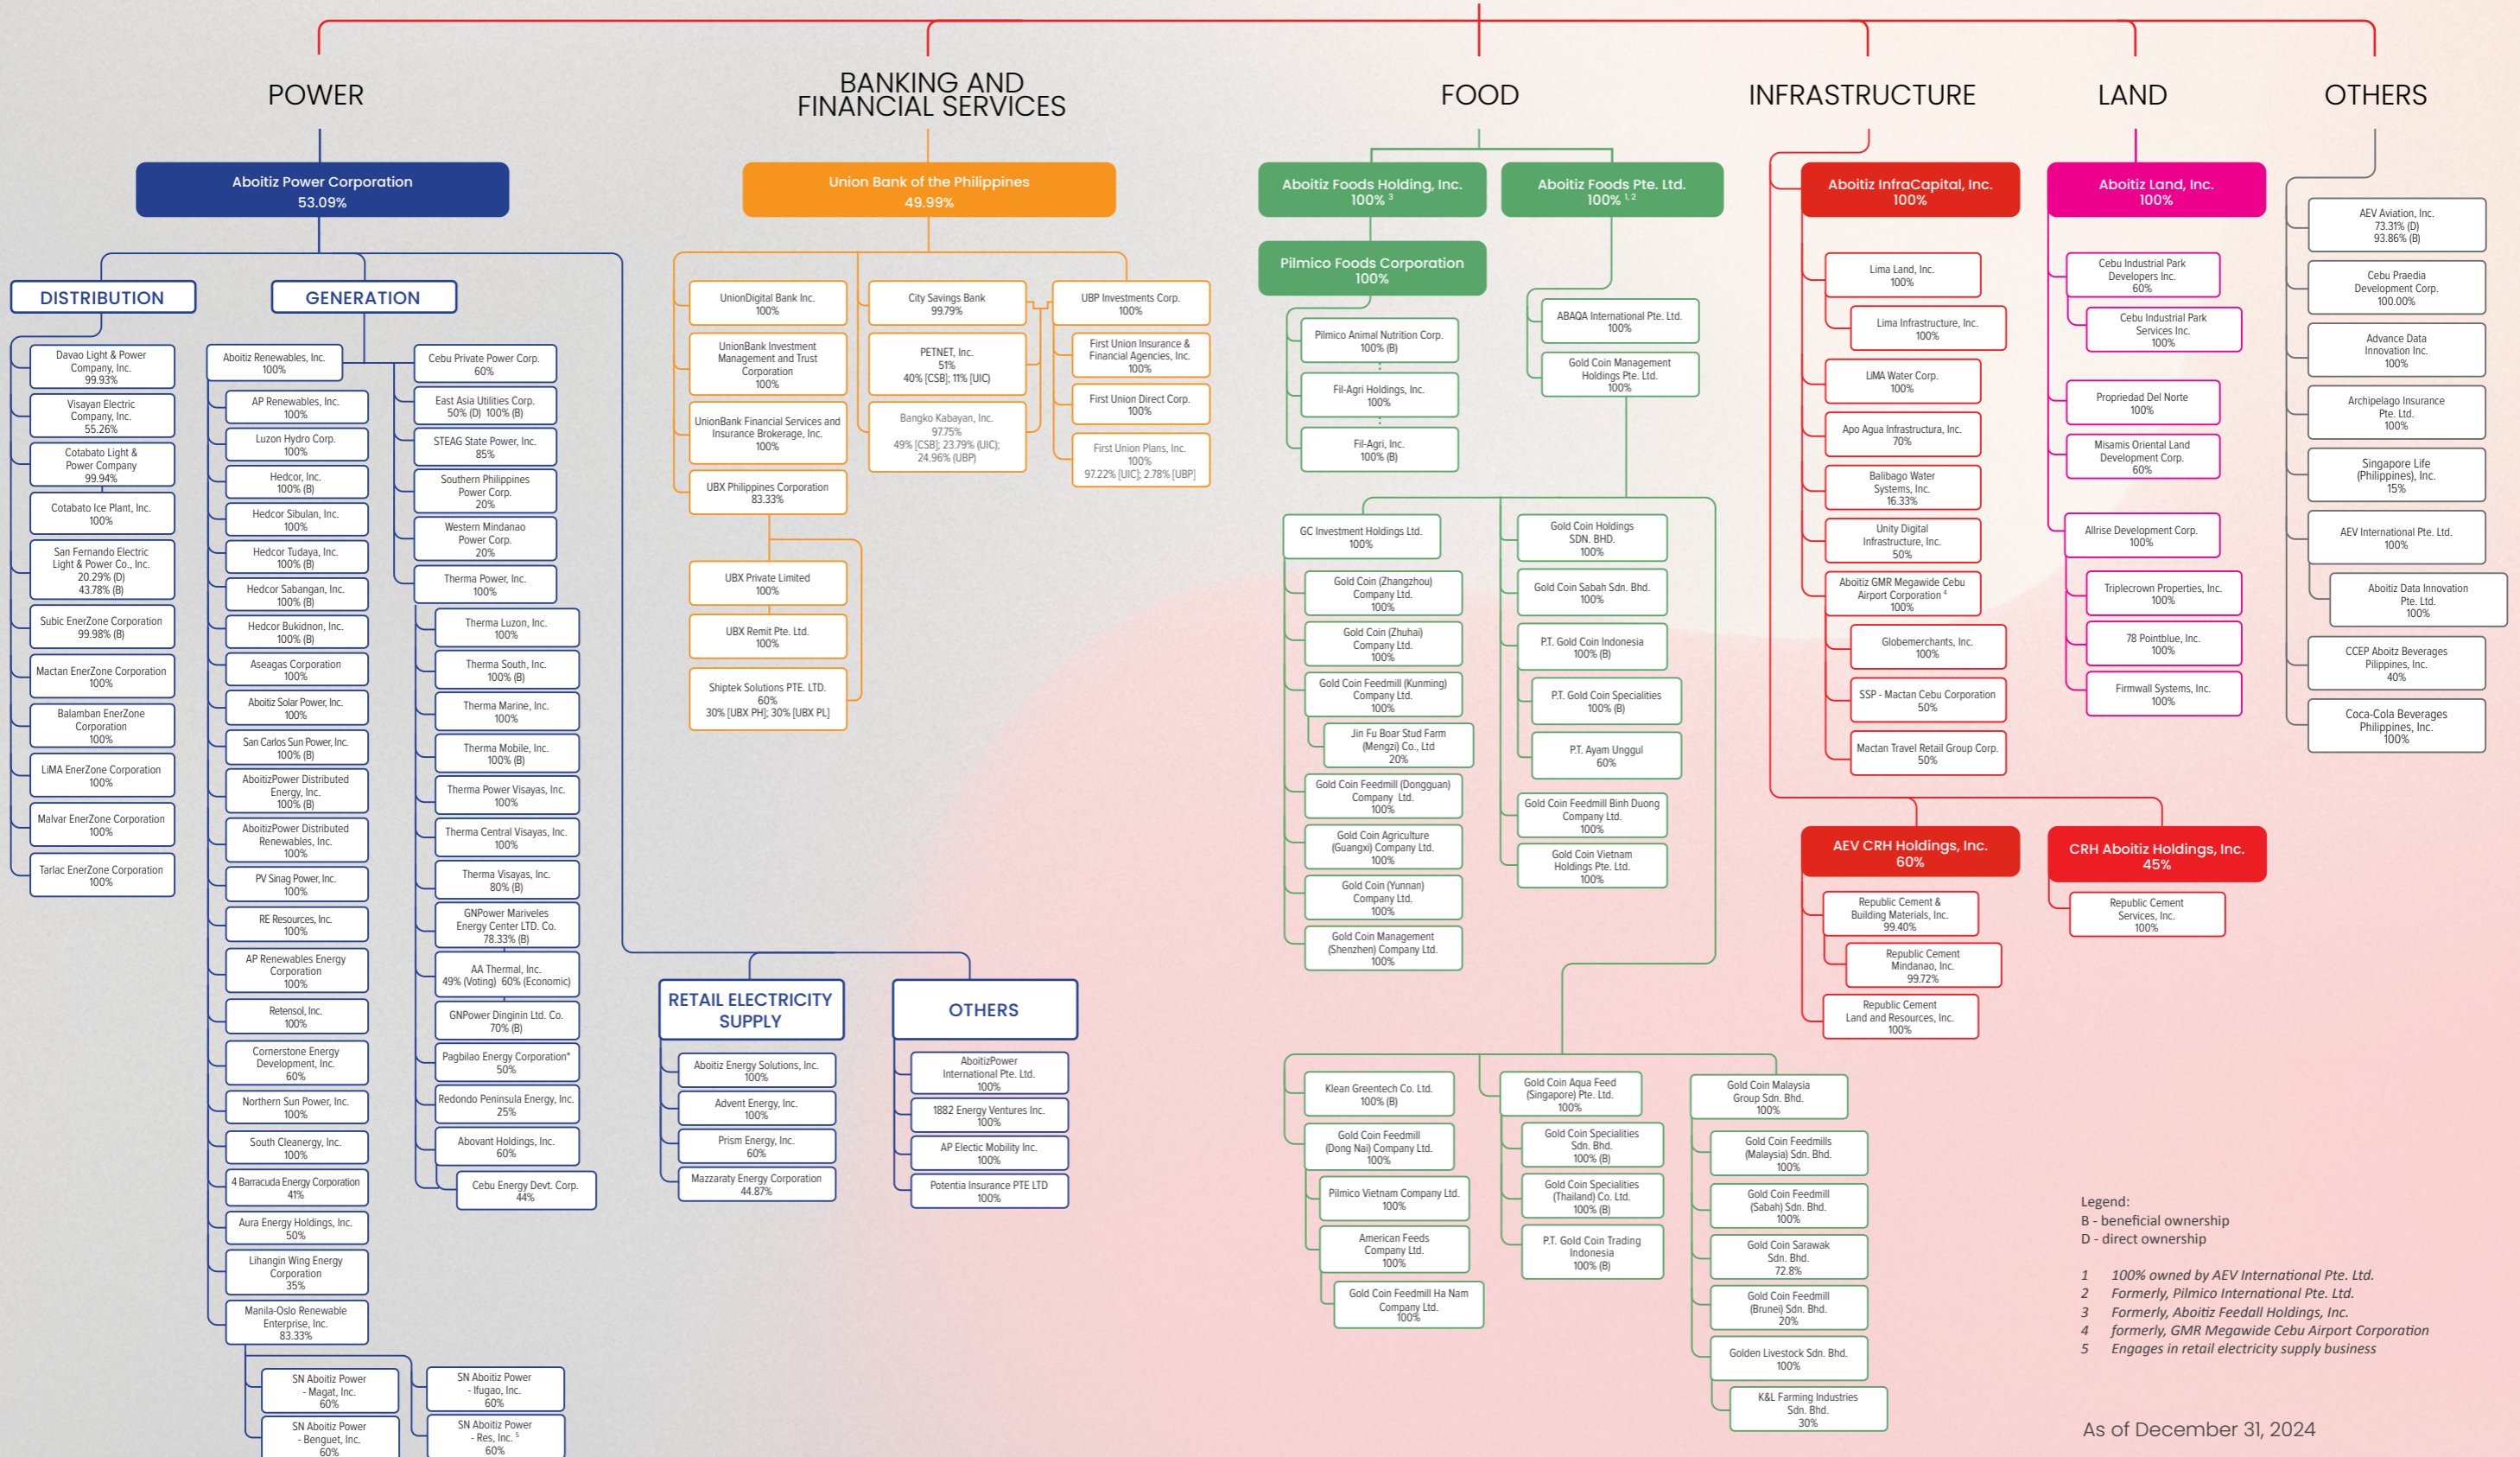 POWER
BANKING AND
FINANCIAL SERVICES
FOOD
INFRASTRUCTURE
LAND
OTHERS
Aboitiz Power Corporation
53.09%
DISTRIBUTION
Davao Light & Power
Company, Inc.
99.93%
Visayan Electric
Company, Inc.
55.26%
Cotabato Light &
Power Company
99.94%
Cotabato Ice Plant, Inc.
100%
San Fernando Electric
Light & Power Co., Inc.
20.29% (D)
43.78% (B)
Subic EnerZone Corporation
99.98% (B)
Mactan EnerZone Corporation
100%
Balamban EnerZone
Corporation
100%
LiMA EnerZone Corporation
100%
Malvar EnerZone Corporation
100%
Tarlac EnerZone Corporation
100%
GENERATION
Aboitiz Renewables, Inc.
100%
AP Renewables, Inc.
100%
Luzon Hydro Corp.
100%
Hedcor, Inc.
100% (B)
Hedcor Sibulan, Inc.
100%
Hedcor Tudaya, Inc.
100% (B)
Hedcor Sabangan, Inc.
100% (B)
Hedcor Bukidnon, Inc.
100% (B)
Aseagas Corporation
100%
Aboitiz Solar Power, Inc.
100%
San Carlos Sun Power, Inc.
100% (B)
AboitizPower Distributed
Energy, Inc.
100% (B)
AboitizPower Distributed
Renewables, Inc.
100%
PV Sinag Power, Inc.
100%
RE Resources, Inc.
100%
AP Renewables Energy
Corporation
100%
Retensol, Inc.
100%
Cornerstone Energy
Development, Inc.
60%
Northern Sun Power, Inc.
100%
South Cleanergy, Inc.
100%
4 Barracuda Energy Corporation
41%
Aura Energy Holdings, Inc.
50%
Lihangin Wing Energy
Corporation
35%
Manila-Oslo Renewable
Enterprise, Inc.
83.33%
SN Aboitiz Power
- Magat, Inc.
60%
SN Aboitiz Power
- Benguet, Inc.
60%
SN Aboitiz Power
- Ifugao, Inc.
60%
SN Aboitiz Power
- Res, Inc. 5
60%
Cebu Private Power Corp.
60%
East Asia Utilities Corp.
50% (D) 100% (B)
STEAG State Power, Inc.
85%
Southern Philippines
Power Corp.
20%
Western Mindanao
Power Corp.
20%
Therma Power, Inc.
100%
Therma Luzon, Inc.
100%
Therma South, Inc.
100% (B)
Therma Marine, Inc.
100%
Therma Mobile, Inc.
100% (B)
Therma Power Visayas, Inc.
100%
Therma Central Visayas, Inc.
100%
Therma Visayas, Inc.
80% (B)
GNPower Mariveles
Energy Center LTD. Co.
78.33% (B)
AA Thermal, Inc.
49% (Voting) 60% (Economic)
GNPower Dinginin Ltd. Co.
70% (B)
Pagbilao Energy Corporation*
50%
Redondo Peninsula Energy, Inc.
25%
Abovant Holdings, Inc.
60%
Cebu Energy Devt. Corp.
44%
RETAIL ELECTRICITY
SUPPLY
Aboitiz Energy Solutions, Inc.
100%
Advent Energy, Inc.
100%
Prism Energy, Inc.
60%
Mazzaraty Energy Corporation
44.87%
OTHERS
AboitizPower
International Pte. Ltd.
100%
1882 Energy Ventures Inc.
100%
AP Electic Mobility Inc.
100%
Potentia Insurance PTE LTD
100%
Union Bank of the Philippines
49.99%
UnionDigital Bank Inc.
100%
UnionBank Investment
Management and Trust
Corporation
100%
UnionBank Financial Services and
Insurance Brokerage, Inc.
100%
UBX Philippines Corporation
83.33%
UBX Private Limited
100%
UBX Remit Pte. Ltd.
100%
Shiptek Solutions PTE. LTD.
60%
30% [UBX PH]; 30% [UBX PL]
City Savings Bank
99.79%
PETNET, Inc.
51%
40% [CSB]; 11% [UIC)
Bangko Kabayan, Inc.
97.75%
49% [CSB]; 23.79% (UIC);
24.96% (UBP)
UBP Investments Corp.
100%
First Union Insurance &
Financial Agencies, Inc.
100%
First Union Direct Corp.
100%
First Union Plans, Inc.
100%
97.22% [UIC]; 2.78% [UBP]
Aboitiz Foods Holding, Inc.
100% 3
Pilmico Foods Corporation
100%
Pilmico Animal Nutrition Corp.
100% (B)
Fil-Agri Holdings, Inc.
100%
Fil-Agri, Inc.
100% (B)
Aboitiz Foods Pte. Ltd.
100% 1, 2
ABAQA International Pte. Ltd.
100%
Gold Coin Management
Holdings Pte. Ltd.
100%
GC Investment Holdings Ltd.
100%
Gold Coin (Zhangzhou)
Company Ltd.
100%
Gold Coin (Zhuhai)
Company Ltd.
100%
Gold Coin Feedmill (Kunming)
Company Ltd.
100%
Jin Fu Boar Stud Farm
(Mengzi) Co., Ltd
20%
Gold Coin Feedmill (Dongguan)
Company Ltd.
100%
Gold Coin Agriculture
(Guangxi) Company Ltd.
100%
Gold Coin (Yunnan)
Company Ltd.
100%
Gold Coin Management
(Shenzhen) Company Ltd.
100%
Gold Coin Holdings
SDN. BHD.
100%
Gold Coin Sabah Sdn. Bhd.
100%
P.T. Gold Coin Indonesia
100% (B)
P.T. Gold Coin Specialities
100% (B)
P.T. Ayam Unggul
60%
Gold Coin Feedmill Binh Duong
Company Ltd.
100%
Gold Coin Vietnam
Holdings Pte. Ltd.
100%
Klean Greentech Co. Ltd.
100% (B)
Gold Coin Feedmill
(Dong Nai) Company Ltd.
100%
Pilmico Vietnam Company Ltd.
100%
American Feeds
Company Ltd.
100%
Gold Coin Feedmill Ha Nam
Company Ltd.
100%
Gold Coin Aqua Feed
(Singapore) Pte. Ltd.
100%
Gold Coin Specialities
Sdn. Bhd.
100% (B)
Gold Coin Specialities
(Thailand) Co. Ltd.
100% (B)
P.T. Gold Coin Trading
Indonesia
100% (B)
Gold Coin Malaysia
Group Sdn. Bhd.
100%
Gold Coin Feedmills
(Malaysia) Sdn. Bhd.
100%
Gold Coin Feedmill
(Sabah) Sdn. Bhd.
100%
Gold Coin Sarawak
Sdn. Bhd.
72.8%
Gold Coin Feedmill
(Brunei) Sdn. Bhd.
20%
Golden Livestock Sdn. Bhd.
100%
K&L Farming Industries
Sdn. Bhd.
30%
Aboitiz InfraCapital, Inc.
100%
Lima Land, Inc.
100%
Lima Infrastructure, Inc.
100%
LiMA Water Corp.
100%
Apo Agua Infrastructura, Inc.
70%
Balibago Water
Systems, Inc.
16.33%
Unity Digital
Infrastructure, Inc.
50%
Aboitiz GMR Megawide Cebu
Airport Corporation 4
100%
Globemerchants, Inc.
100%
SSP - Mactan Cebu Corporation
50%
Mactan Travel Retail Group Corp.
50%
AEV CRH Holdings, Inc.
60%
Republic Cement &
Building Materials, Inc.
99.40%
Republic Cement
Mindanao, Inc.
99.72%
Republic Cement
Land and Resources, Inc.
100%
CRH Aboitiz Holdings, Inc.
45%
Republic Cement
Services, Inc.
100%
Aboitiz Land, Inc.
100%
Cebu Industrial Park
Developers Inc.
60%
Cebu Industrial Park
Services Inc.
100%
Propriedad Del Norte
100%
Misamis Oriental Land
Development Corp.
60%
Allrise Development Corp.
100%
Triplecrown Properties, Inc.
100%
78 Pointblue, Inc.
100%
Firmwall Systems, Inc.
100%
AEV Aviation, Inc.
73.31% (D)
93.86% (B)
Cebu Praedia
Development Corp.
100.00%
Advance Data
Innovation Inc.
100%
Archipelago Insurance
Pte. Ltd.
100%
Singapore Life
(Philippines), Inc.
15%
AEV International Pte. Ltd.
100%
Aboitiz Data Innovation
Pte. Ltd.
100%
CCEP Aboitz Beverages
Pilippines, Inc.
40%
Coca-Cola Beverages
Philippines, Inc.
100%
Legend:
B - beneficial ownership
D - direct ownership
1 100% owned by AEV International Pte. Ltd.
2 Formerly, Pilmico International Pte. Ltd.
3 Formerly, Aboitiz Feedall Holdings, Inc.
4 formerly, GMR Megawide Cebu Airport Corporation
5 Engages in retail electricity supply business
As of December 31, 2024